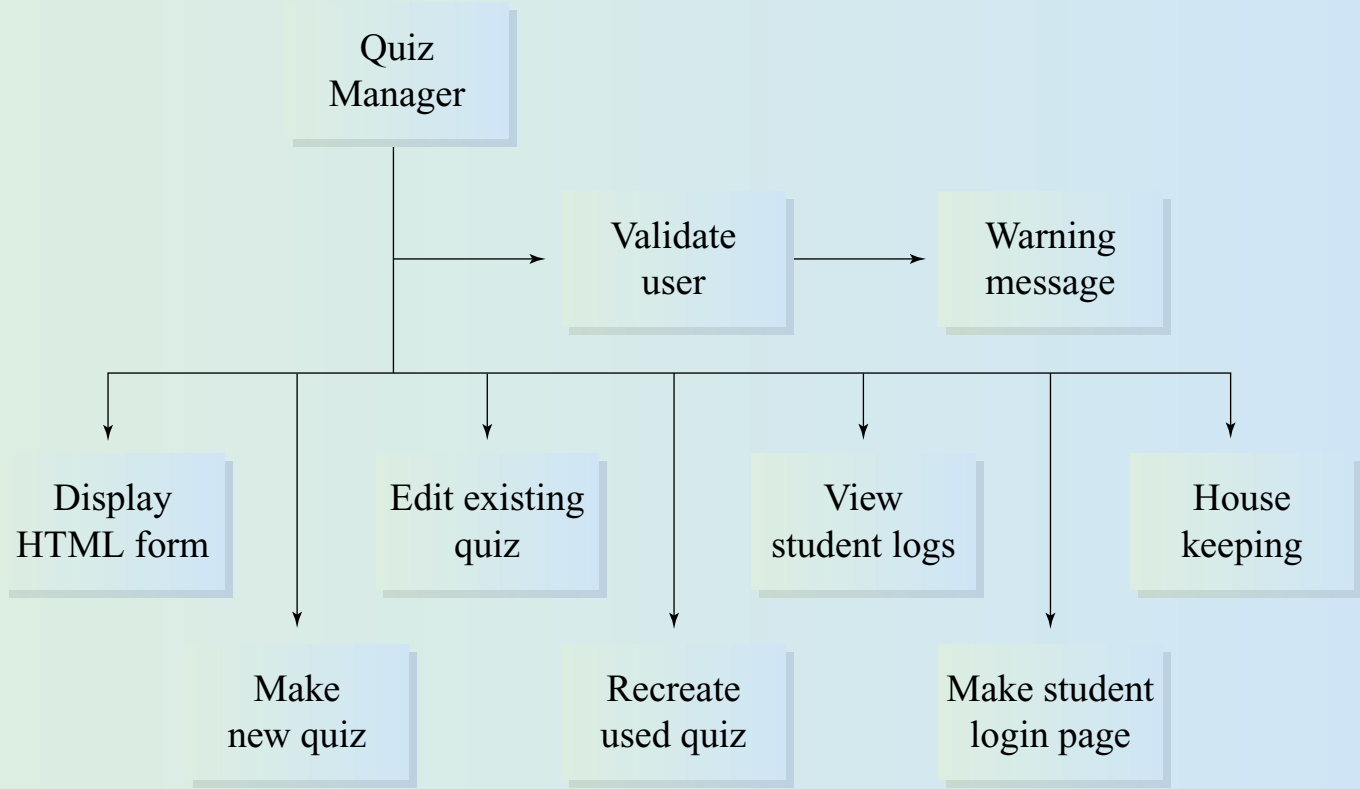 Quiz
Manager
Validate
user
Warning
message
Display
HTML form
Edit existing
quiz
View
student logs
House
keeping
Make
new quiz
Recreate
used quiz
Make student
login page